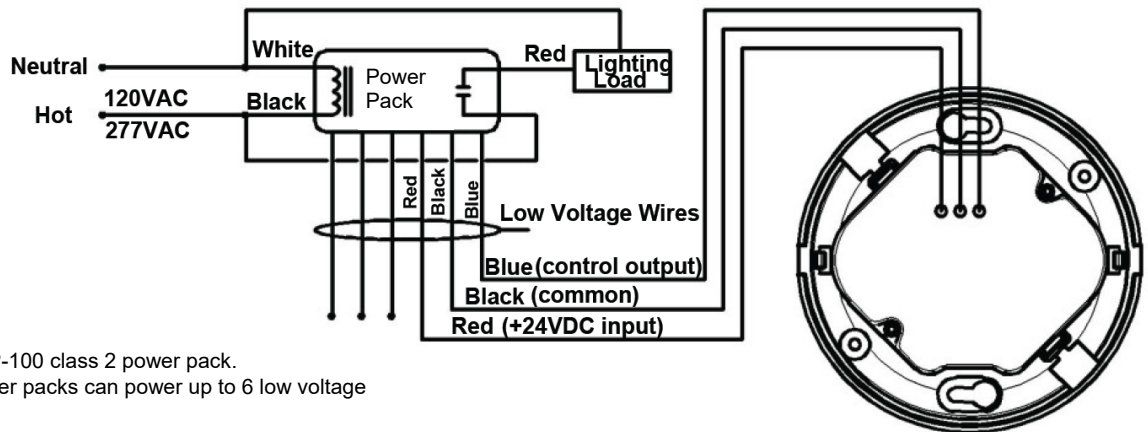 Neutral
White
120VAC
Hot
277VAC
Black
Power
Pack
Red
Lighting
Load
Red
Black
Blue
Low Voltage Wires
Blue (control output)
Black (common)
Red (+24VDC input)
-100 class 2 power pack.
er packs can power up to 6 low voltage